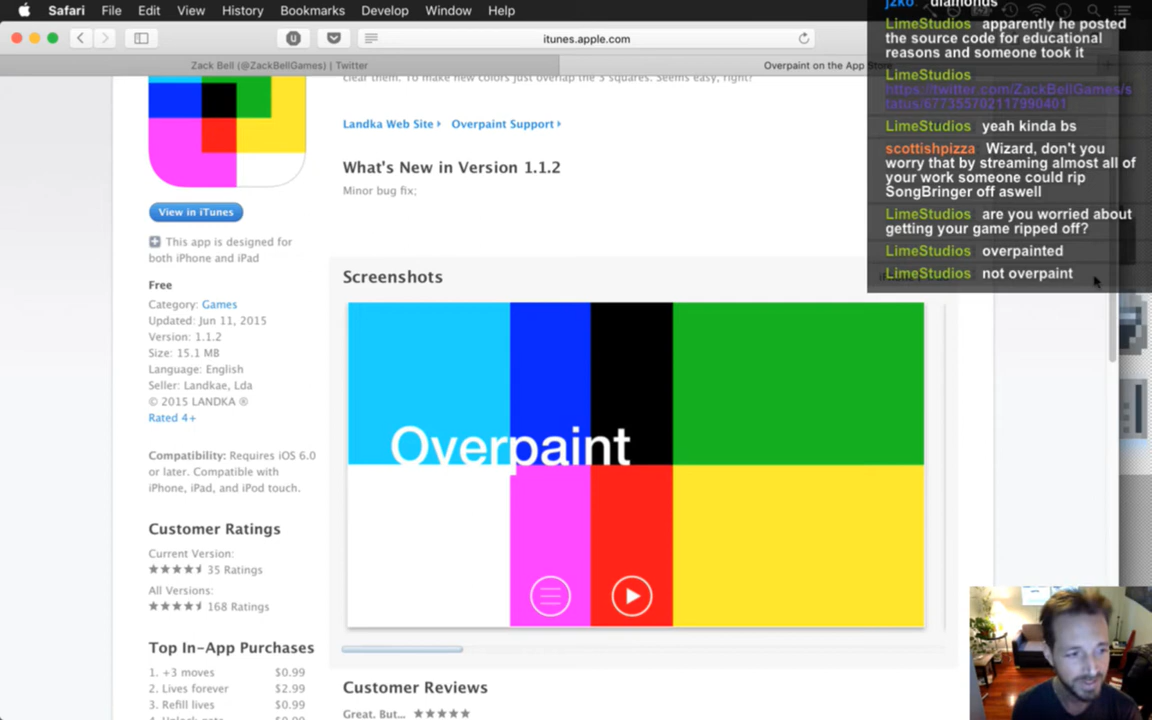 Safari File Edit View History Bookmarks Develop Window Help
itunes.apple.com
Zack Bell (@ZackBellGames) | Twitter
Overpaint on the App Store
clear them. To make new colors just overlap the 3 squares. Seems easy, right?
Landka Web Site
Overpaint Support
What's New in Version 1.1.2
Minor bug fix;
View in iTunes
This app is designed for
both iPhone and iPad
Free
Category: Games
Updated: Jun 11, 2015
Version: 1.1.2
Size: 15.1 MB
Language: English
Seller: Landkae, Lda
© 2015 LANDKA ®
Rated 4+
Compatibility: Requires iOS 6.0
or later. Compatible with
iPhone, iPad, and iPod touch.
Customer Ratings
Current Version:
35 Ratings
All Versions:
168 Ratings
Top In-App Purchases
1. +3 moves $0.99
2. Lives forever $2.99
3. Refill lives $0.99
Screenshots
Overpaint
Customer Reviews
Great. But...
jzko diamonds
LimeStudios apparently he posted
the source code for educational
reasons and someone took it
LimeStudios
https://twitter.com/ZackBellGames/s
tatus/677355702117990401
LimeStudios yeah kinda bs
scottishpizza Wizard, don't you
worry that by streaming almost all of
your work someone could rip
SongBringer off aswell
LimeStudios are you worried about
getting your game ripped off?
LimeStudios overpainted
LimeStudios not overpaint